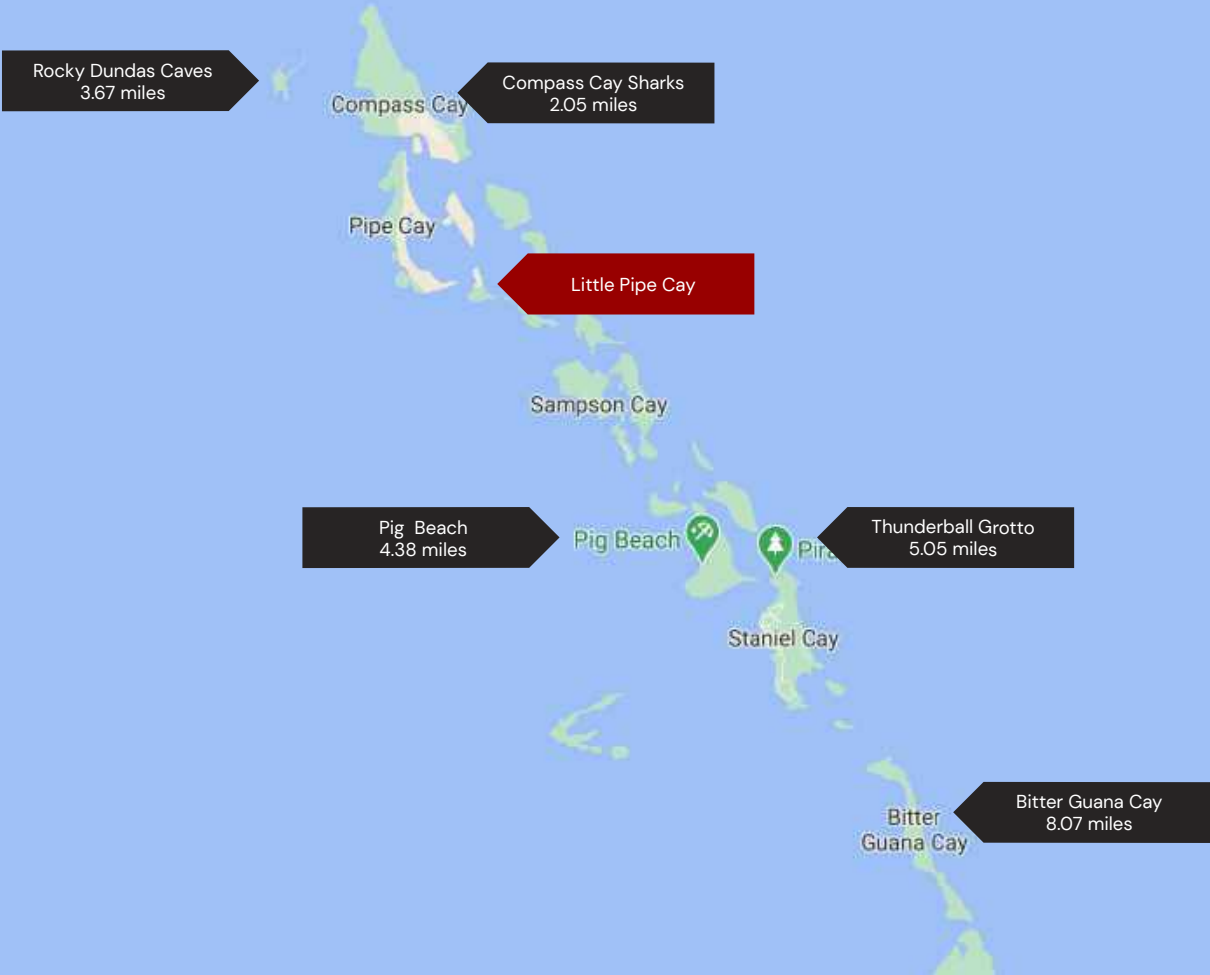 Rocky Dundas Caves
3.67 miles
Compass Cay Sharks
2.05 miles
Compass Cay
Pipe Cay
Little Pipe Cay
Sampson Cay
Pig Beach
4.38 miles
Pig Beach
Thunderball Grotto
5.05 miles
Staniel Cay
Bitter Guana Cay
8.07 miles
Bitter
Guana Cay